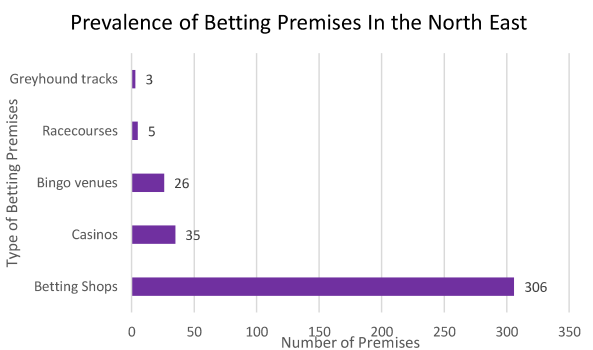 Prevalence of Betting Premises In the North East
Type of Betting Premises
Greyhound tracks 3
Racecourses 5
Bingo venues 26
Casinos 35
Betting Shops 306
0 50 100 150 200 250 300 350
Number of Premises